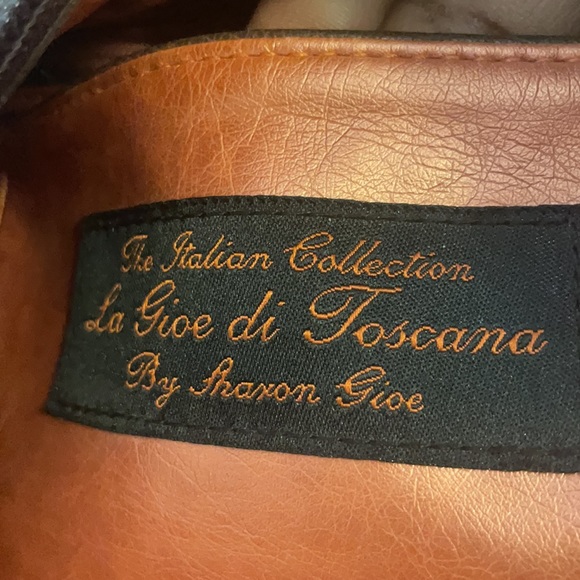 The Italian Collection
La Gioe di Toscana
By Sharon Gioe